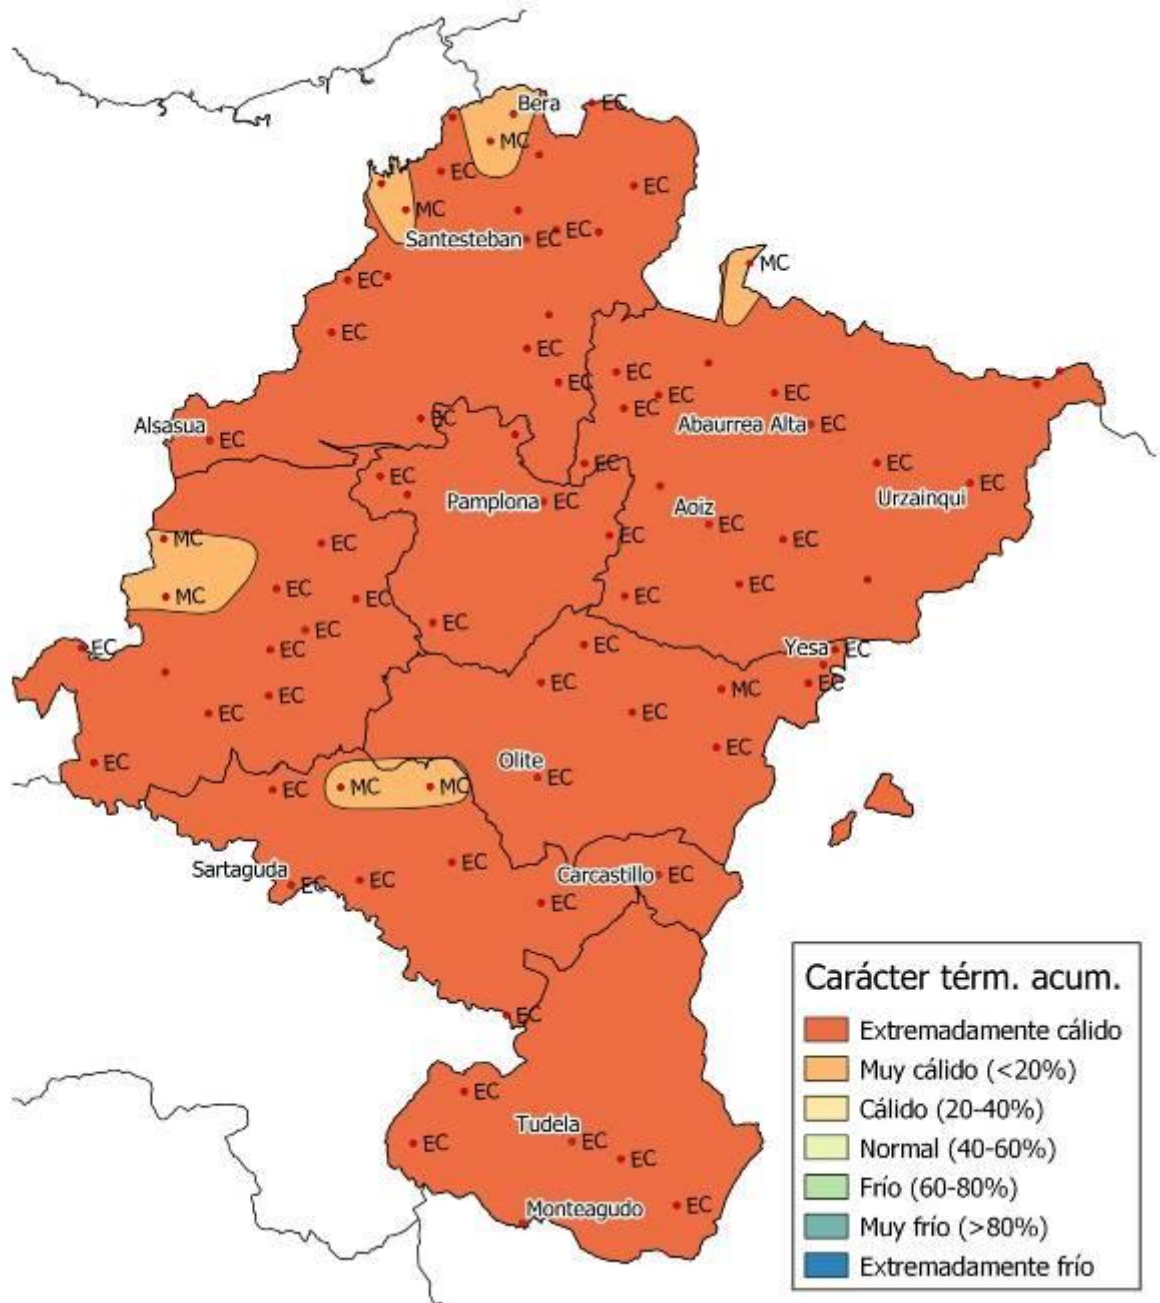 Bera
EC
MC
EC
EC
MC
EC
Santesteban
EC
MC
EC
EC
EC
EC
EC
EC
EC
EC
Abaurrea Alta
EC
Alsasua
EC
EC
EC
EC
EC
Urzainqui
EC
Pamplona
EC
Aoiz
EC
EC
MC
EC
EC
EC
EC
MC
EC
EC
EC
EC
EC
EC
EC
EC
Yesa
EC
EC
EC
MC
EC
EC
EC
EC
EC
Olite
EC
EC
MC
MC
EC
Sartaguda
EC
EC
Carcastillo
EC
EC
EC
EC
Tudela
EC
EC
EC
EC
Monteagudo
Carácter térm. acum.
Extremadamente cálido
Muy cálido (<20%)
Cálido (20-40%)
Normal (40-60%)
Frío (60-80%)
Muy frío (>80%)
Extremadamente frío